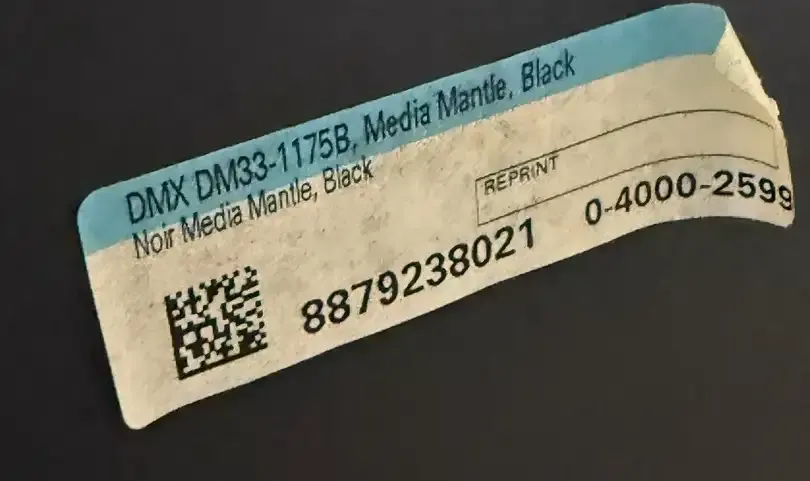 DMX DM33-1175B, Media Mantle, Black
Noir Media Mantle, Black
REPRINT
8879238021 0-4000-2599